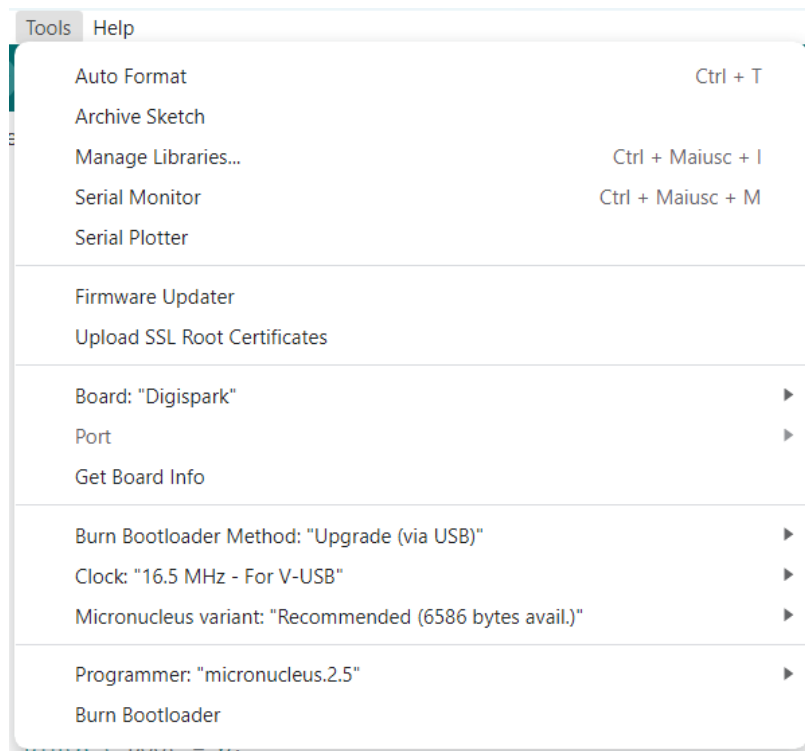 Tools Help
Auto Format Ctrl + T
Archive Sketch
Manage Libraries... Ctrl + Maiusc + I
Serial Monitor Ctrl + Maiusc + M
Serial Plotter
Firmware Updater
Upload SSL Root Certificates
Board: "Digispark"
Port
Get Board Info
Burn Bootloader Method: "Upgrade (via USB)"
Clock: "16.5 MHz - For V-USB"
Micronucleus variant: "Recommended (6586 bytes avail.)"
Programmer: "micronucleus.2.5"
Burn Bootloader